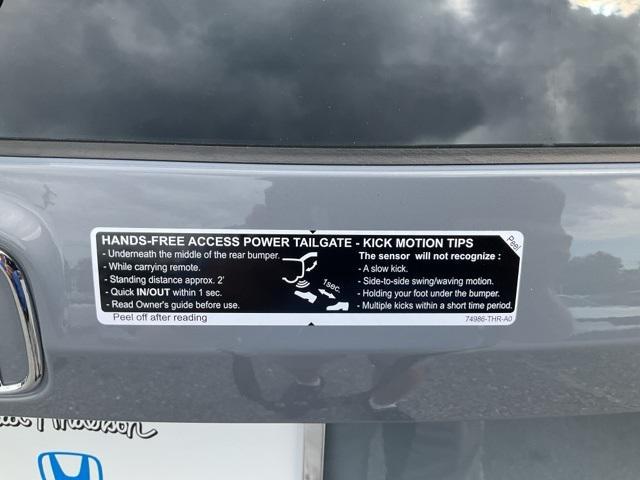 HANDS-FREE ACCESS POWER TAILGATE - KICK MOTION TIPS
Peel
- Underneath the middle of the rear bumper.
- While carrying remote.
- Standing distance approx. 2'
- Quick IN/OUT within 1 sec.
- Read Owner's guide before use.
1sec.
The sensor will not recognize :
- A slow kick.
- Side-to-side swing/waving motion.
- Holding your foot under the bumper.
- Multiple kicks within a short time period.
Peel off after reading
74986-THR-A0